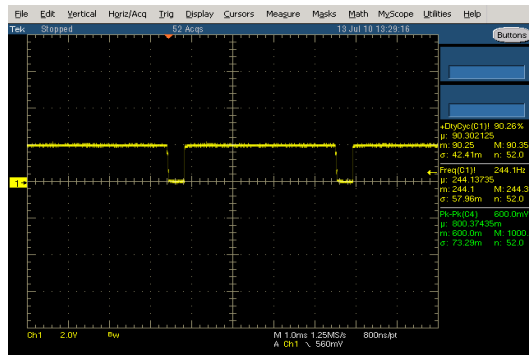 File Edit Vertical Horiz/Acq Trig Display Cursors Measure Masks Math MyScope Utilities Help
Tek Stopped 52 Acqs 13 Jul 10 13:29:16
Buttons
+DtyCyc(C1)! 90.26%
µ: 90.302125
m: 90.25 M: 90.35
σ: 42.41m n: 52.0
Freq(C1)! 244.1Hz
µ: 244.13735
m: 244.1 M: 244.3
σ: 57.96m n: 52.0
Pk-Pk(C4) 600.0mV
µ: 800.37435m
m: 600.0m M: 1000.
σ: 73.29m n: 52.0
1
Ch1 2.0V Bw
M 1.0ms 1.25MS/s 800ns/pt
A Ch1 \ 560mV